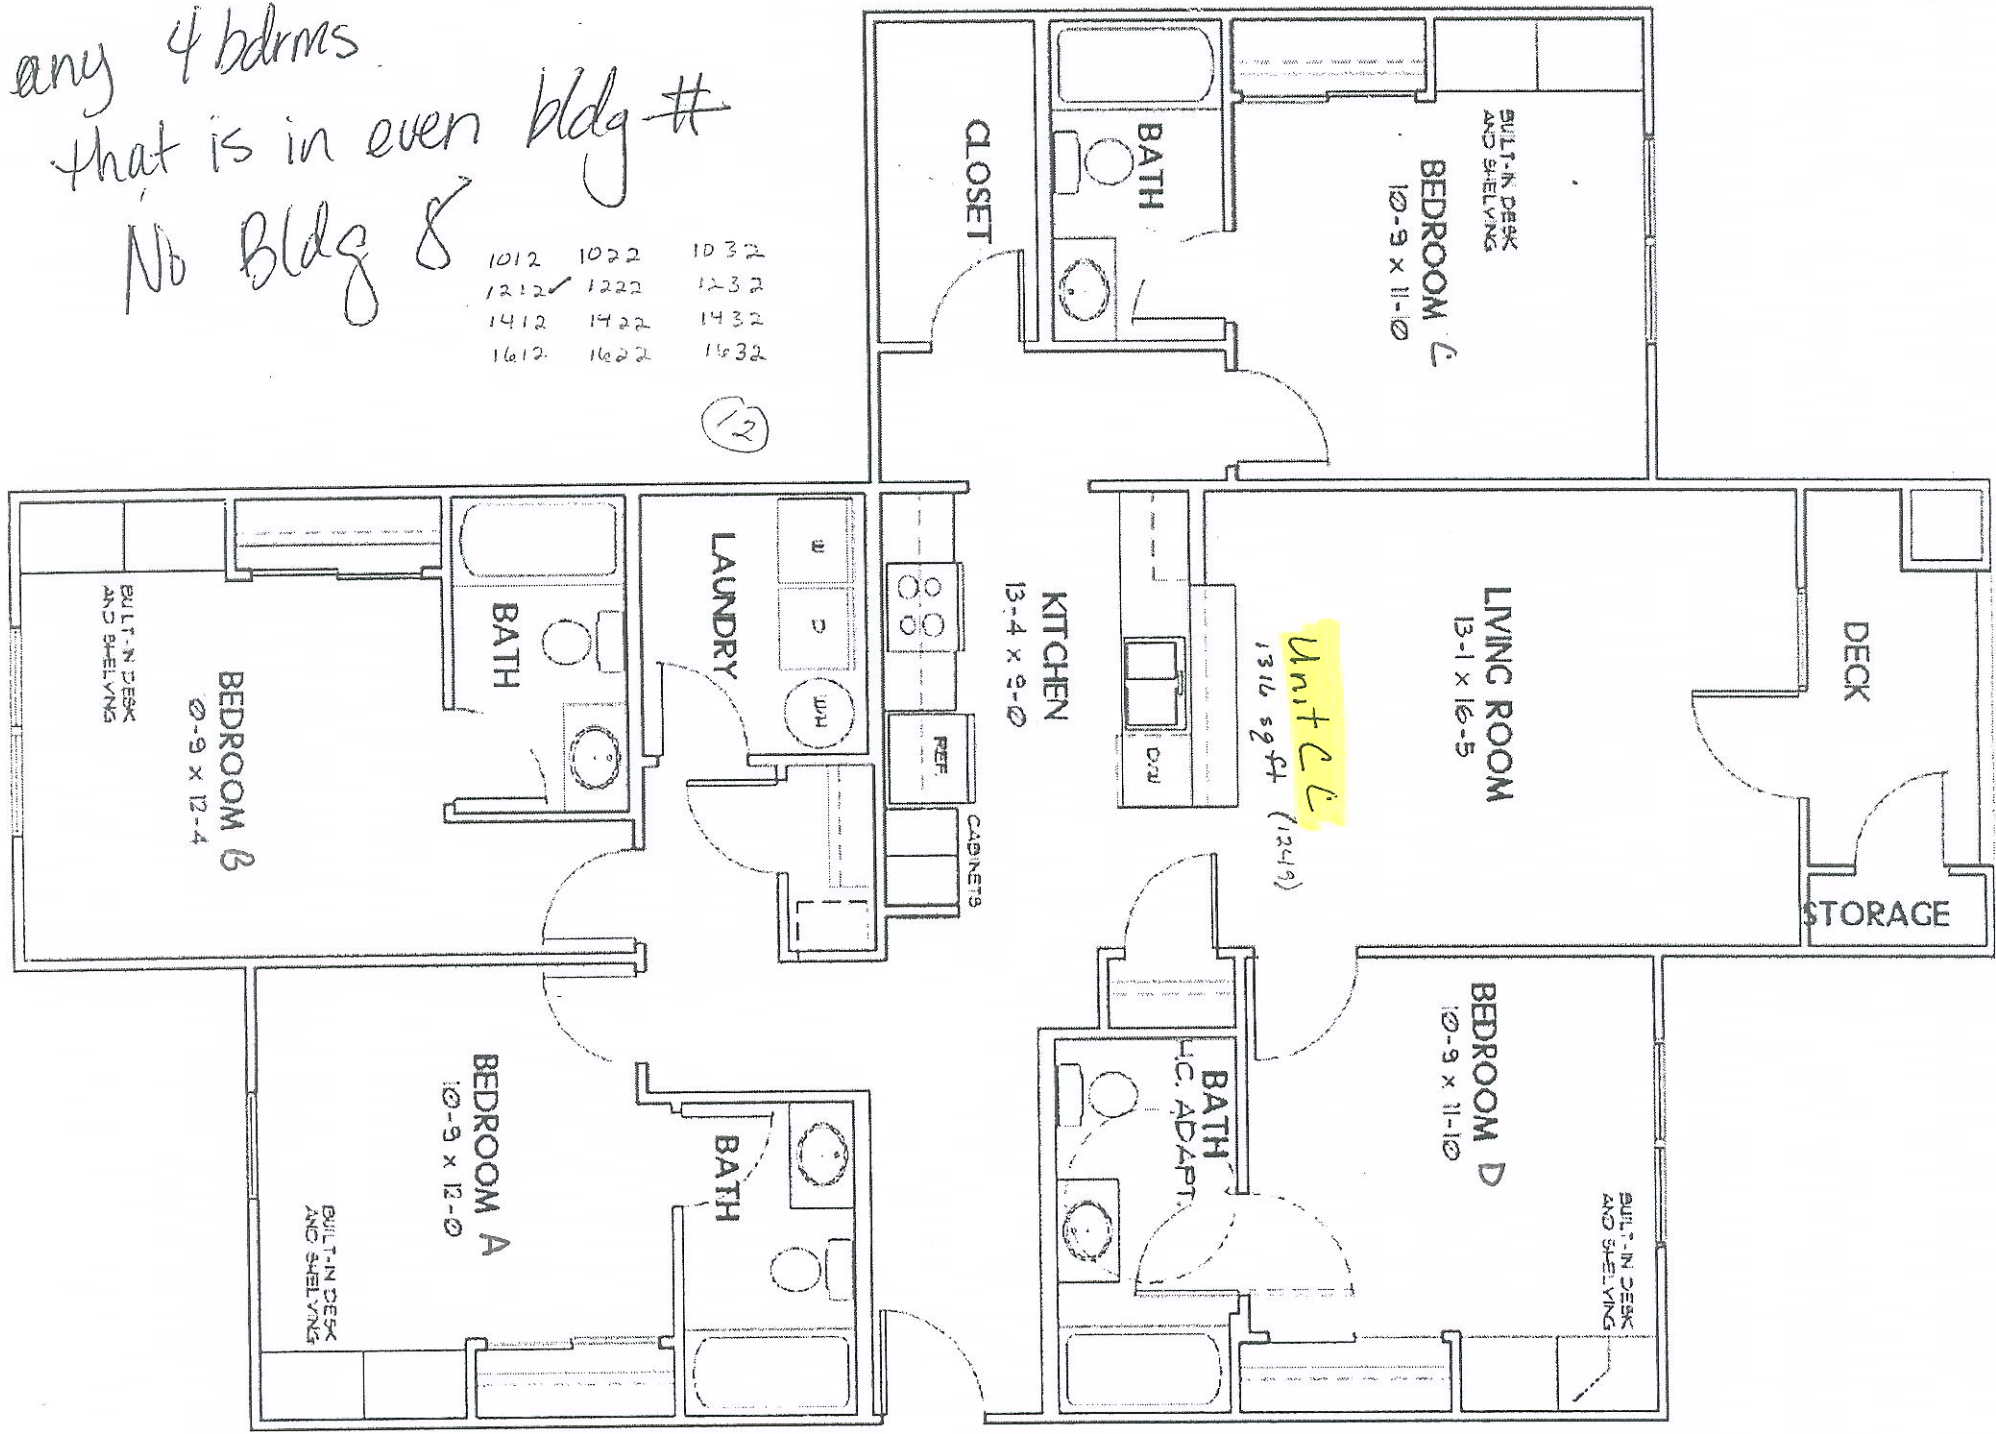 any 4 bdrms
that is in even bldg #
No Bldg 8
1012 1022 1032
1212✓ 1222 1232
1412 1422 1432
1612 1622 1632
12
CLOSET
BATH
BEDROOM C
10-9 x 11-10
BUILT-IN DESK
AND SHELVING
BUILT-IN DESK
AND SHELVING
BEDROOM B
0-9 x 12-4
BATH
LAUNDRY
W
D
W/H
REF.
CABINETS
KITCHEN
13-4 x 9-0
D/W
Unit CC
1316 sq ft (1249)
LIVING ROOM
13-1 x 16-5
DECK
STORAGE
BEDROOM A
10-9 x 12-0
BUILT-IN DESK
AND SHELVING
BATH
BATH
H.C. ADAPT.
BEDROOM D
10-9 x 11-10
BUILT-IN DESK
AND SHELVING